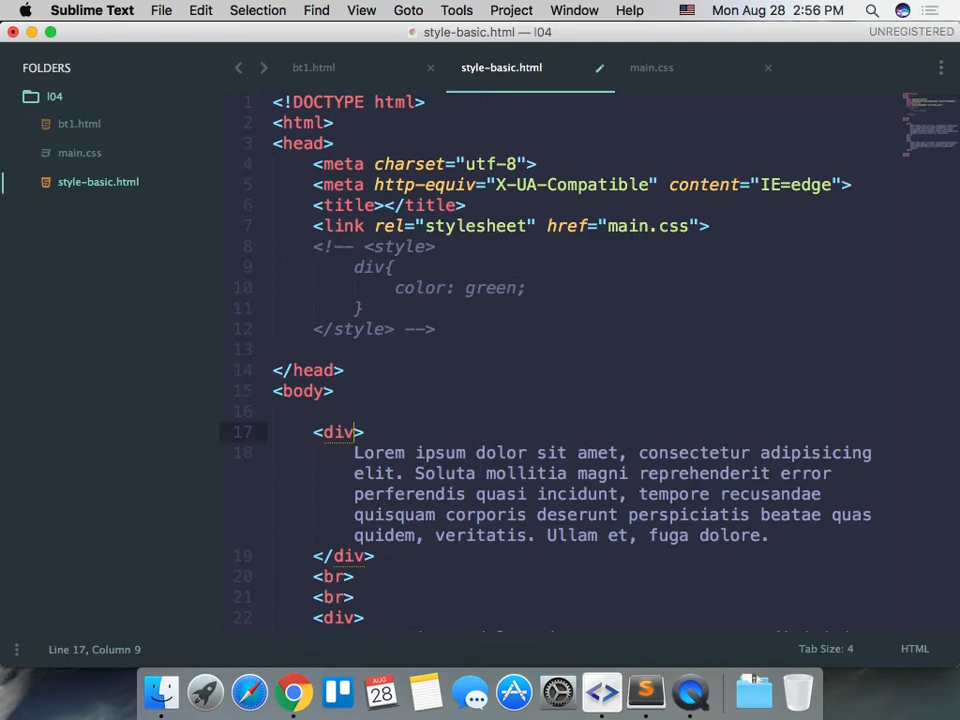 Sublime Text File Edit Selection Find View Goto Tools Project Window Help Mon Aug 28 2:56 PM
style-basic.html — l04 UNREGISTERED
FOLDERS
l04
bt1.html
main.css
style-basic.html
bt1.html style-basic.html main.css
1 <!DOCTYPE html>
2 <html>
3 <head>
4 <meta charset="utf-8">
5 <meta http-equiv="X-UA-Compatible" content="IE=edge">
6 <title></title>
7 <link rel="stylesheet" href="main.css">
8 <!-- <style>
9 div{
10 color: green;
11 }
12 </style> -->
13
14 </head>
15 <body>
16
17 <div>
18 Lorem ipsum dolor sit amet, consectetur adipisicing
elit. Soluta mollitia magni reprehenderit error
perferendis quasi incidunt, tempore recusandae
quisquam corporis deserunt perspiciatis beatae quas
quidem, veritatis. Ullam et, fuga dolore.
19 </div>
20 <br>
21 <br>
22 <div>
Line 17, Column 9 Tab Size: 4 HTML
AUG
28